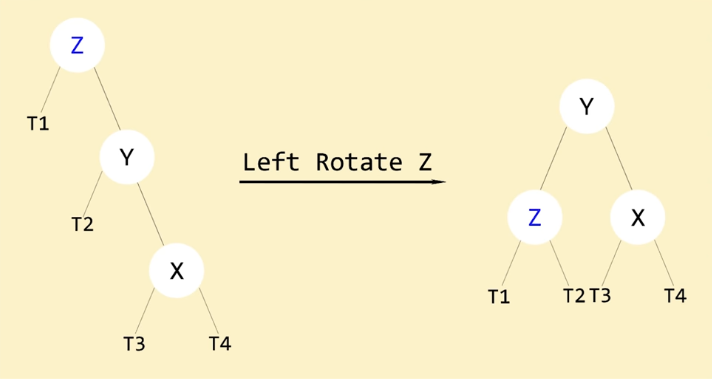 Z
T1
Y
T2
X
T3 T4
Left Rotate Z
Y
Z X
T1 T2 T3 T4